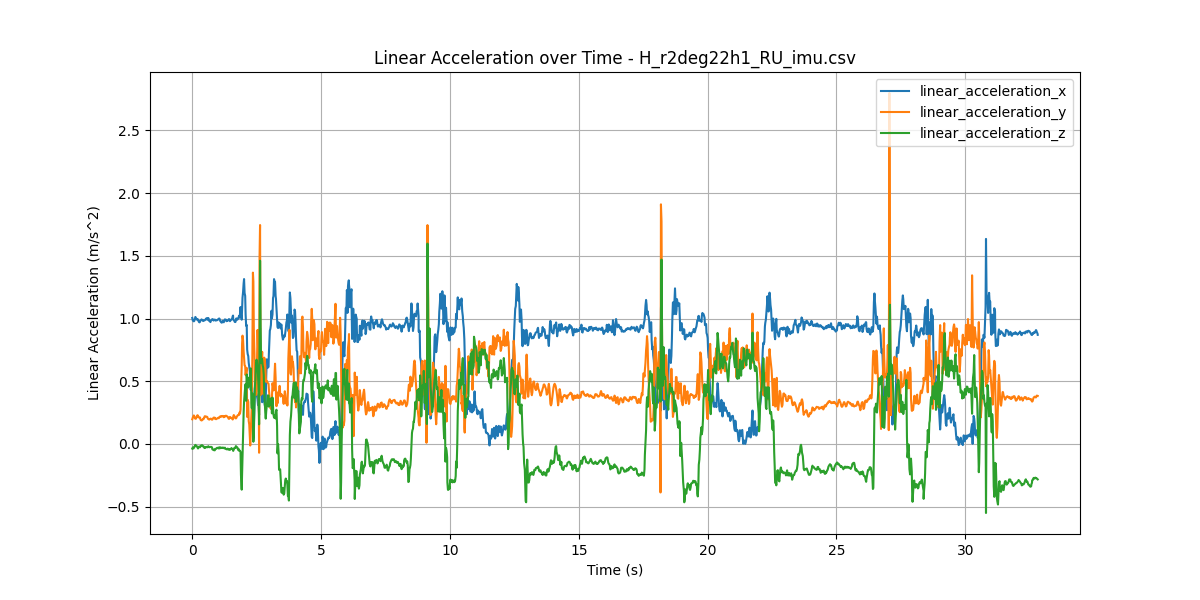 Linear Acceleration over Time - H_r2deg22h1_RU_imu.csv
linear_acceleration_x
linear_acceleration_y
linear_acceleration_z
Linear Acceleration (m/s^2)
2.5
2.0
1.5
1.0
0.5
0.0
−0.5
0 5 10 15 20 25 30
Time (s)